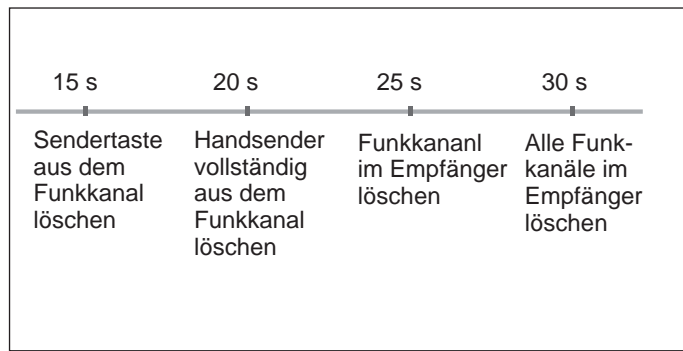 15 s
20 s
25 s
30 s
Sendertaste
aus dem
Funkkanal
löschen
Handsender
vollständig
aus dem
Funkkanal
löschen
Funkkananl
im Empfänger
löschen
Alle Funk-
kanäle im
Empfänger
löschen